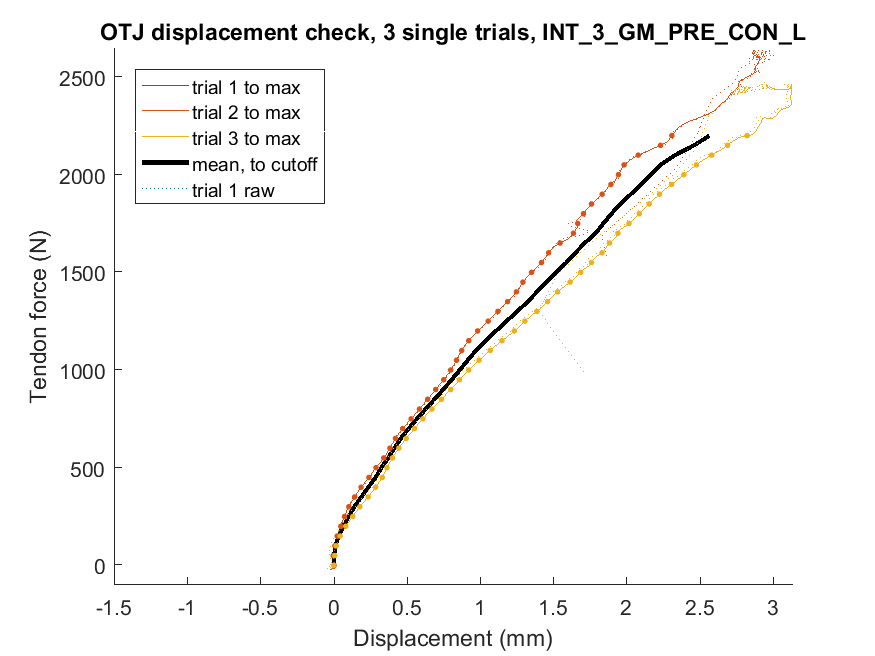 OTJ displacement check, 3 single trials, INT_3_GM_PRE_CON_L
trial 1 to max
trial 2 to max
trial 3 to max
mean, to cutoff
trial 1 raw
Tendon force (N)
2500
2000
1500
1000
500
0
-1.5 -1 -0.5 0 0.5 1 1.5 2 2.5 3
Displacement (mm)